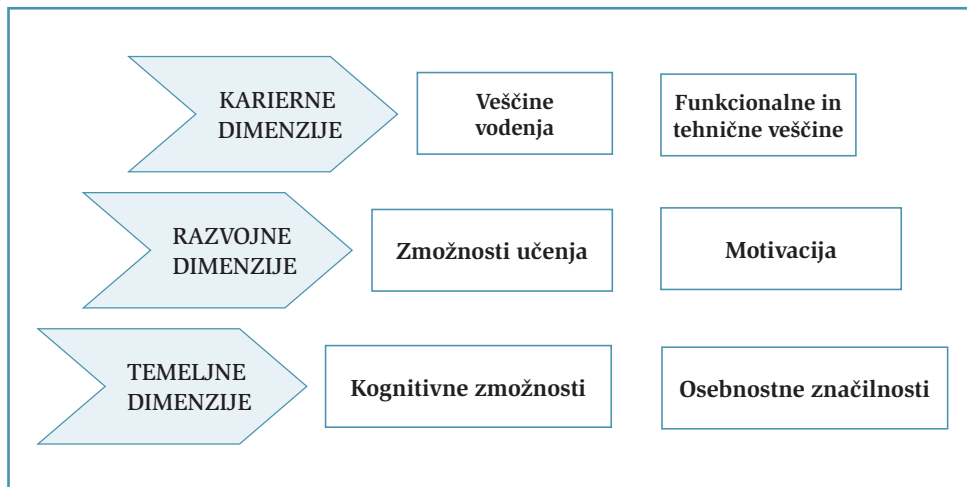 KARIERNE
DIMENZIJE
Veščine
vodenja
Funkcionalne in
tehnične veščine
RAZVOJNE
DIMENZIJE
Zmožnosti učenja
Motivacija
TEMELJNE
DIMENZIJE
Kognitivne zmožnosti
Osebnostne značilnosti